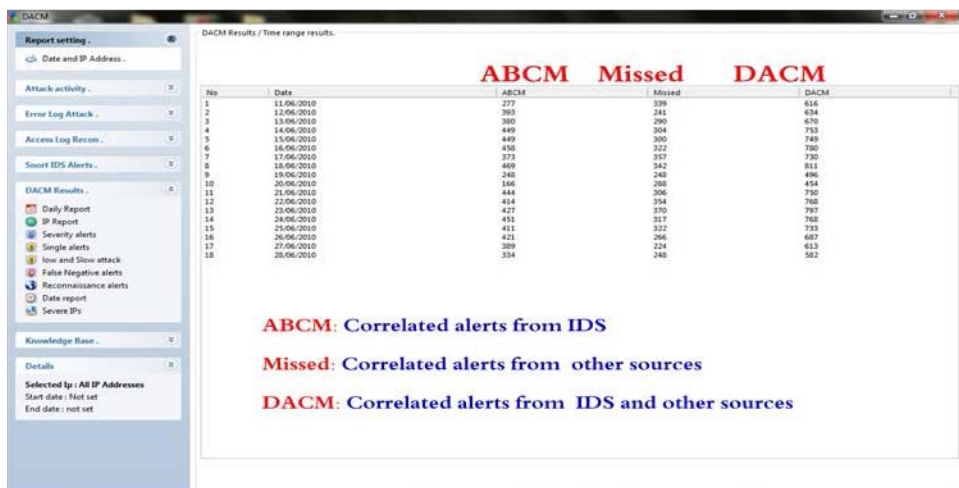 DACM
Report setting .
Date and IP Address .
Attack activity .
Error Log Attack .
Access Log Recon .
Snort IDS Alerts .
DACM Results .
Daily Report
IP Report
Severity alerts
Single alerts
low and Slow attack
False Negative alerts
Reconnaissance alerts
Date report
Severe IPs
Knowledge Base .
Details
Selected Ip : All IP Addresses
Start date : Not set
End date : not set
DACM Results / Time range results.
ABCM Missed DACM
No Date ABCM Missed DACM
1 11/06/2010 277 339 616
2 12/06/2010 393 241 634
3 13/06/2010 380 290 670
4 14/06/2010 449 304 753
5 15/06/2010 449 300 749
6 16/06/2010 458 322 780
7 17/06/2010 373 357 730
8 18/06/2010 469 342 811
9 19/06/2010 248 248 496
10 20/06/2010 166 288 454
11 21/06/2010 444 306 750
12 22/06/2010 414 354 768
13 23/06/2010 427 370 797
14 24/06/2010 451 317 768
15 25/06/2010 411 322 733
16 26/06/2010 421 266 687
17 27/06/2010 389 224 613
18 28/06/2010 334 248 582
ABCM: Correlated alerts from IDS
Missed: Correlated alerts from other sources
DACM: Correlated alerts from IDS and other sources